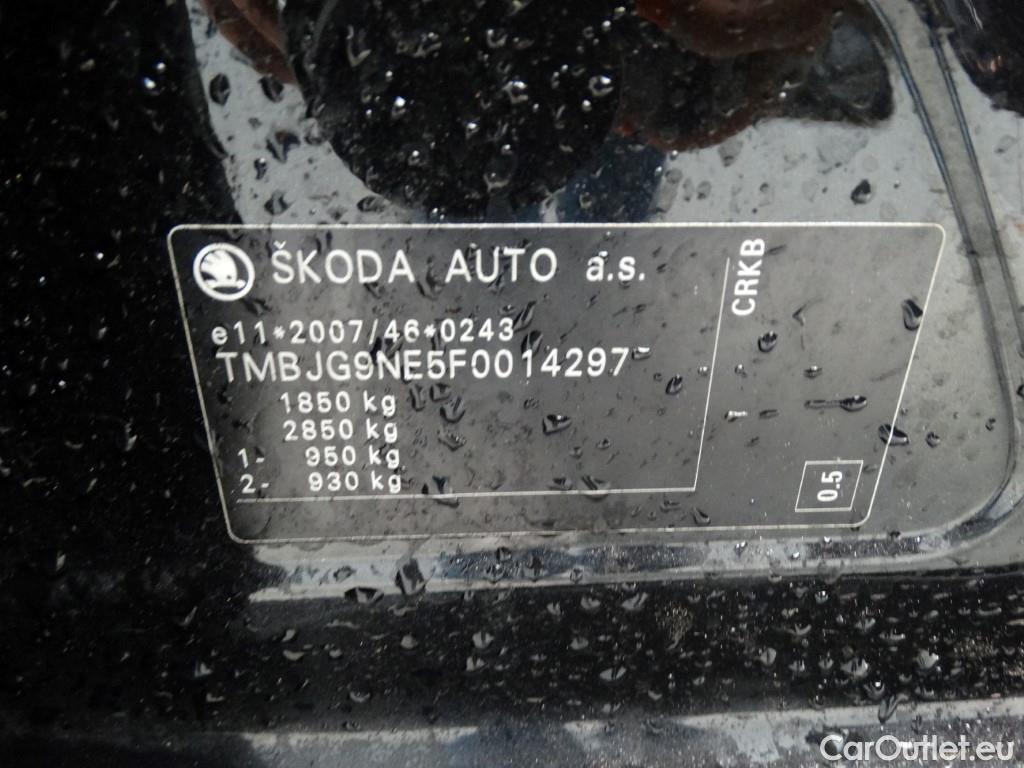 ŠKODA AUTO a.s.
e11*2007/46*0243
TMBJG9NE5F0014297
1850 kg
2850 kg
1- 950 kg
2- 930 kg
CRKB
0.5
CarOutlet.eu